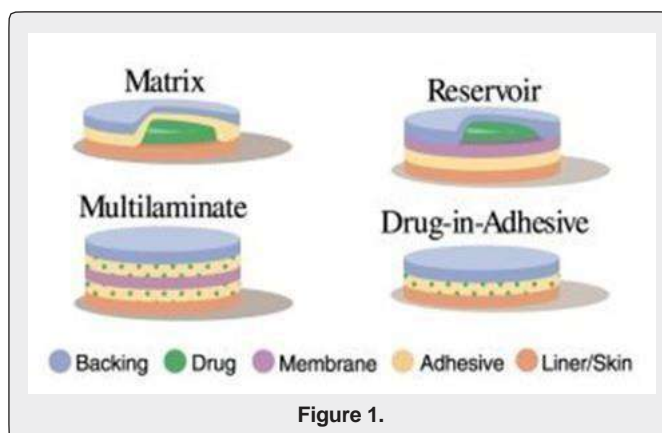 Matrix
Reservoir
Multilaminate
Drug-in-Adhesive
Backing Drug Membrane Adhesive Liner/Skin
Figure 1.